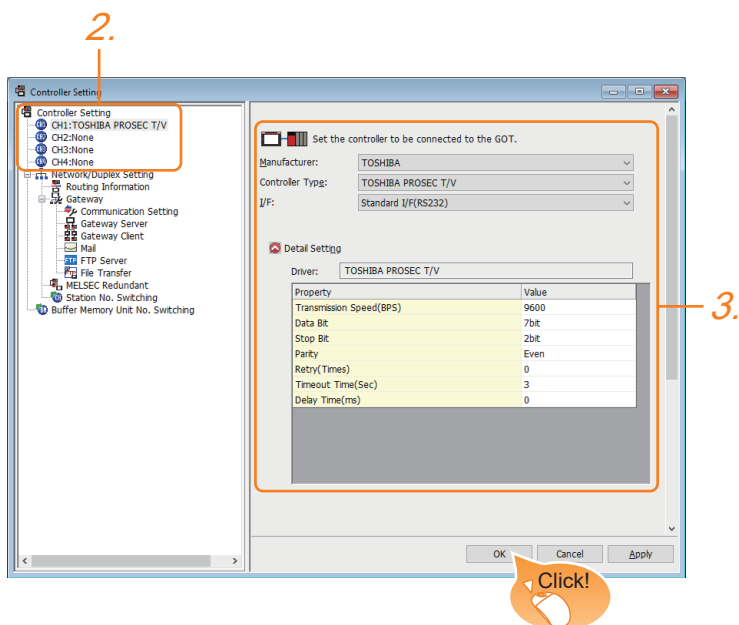 2.
Controller Setting
Controller Setting
CH1:TOSHIBA PROSEC T/V
CH2:None
CH3:None
CH4:None
Network/Duplex Setting
Routing Information
Gateway
Communication Setting
Gateway Server
Gateway Client
Mail
FTP FTP Server
File Transfer
MELSEC Redundant
Station No. Switching
Buffer Memory Unit No. Switching
Set the controller to be connected to the GOT.
Manufacturer: TOSHIBA
Controller Type: TOSHIBA PROSEC T/V
I/F: Standard I/F(RS232)
Detail Setting
Driver: TOSHIBA PROSEC T/V
Property Value
Transmission Speed(BPS) 9600
Data Bit 7bit
Stop Bit 2bit
Parity Even
Retry(Times) 0
Timeout Time(Sec) 3
Delay Time(ms) 0
3.
OK Cancel Apply
Click!